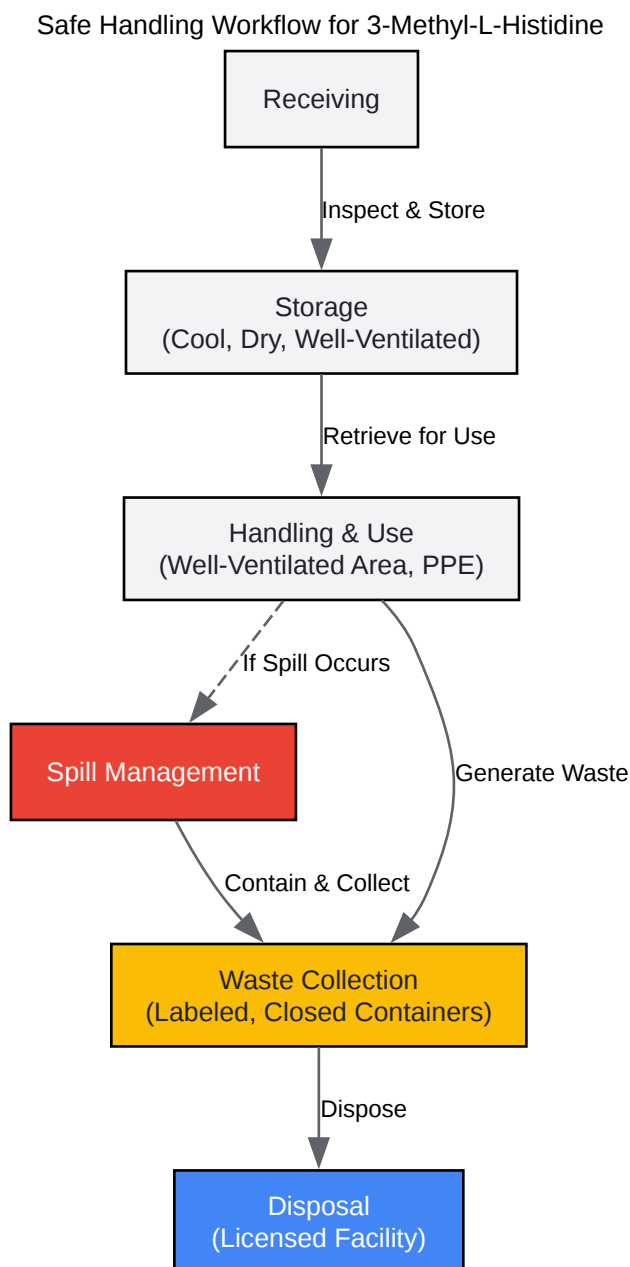 Safe Handling Workflow for 3-Methyl-L-Histidine
Receiving
Inspect & Store
Storage
(Cool, Dry, Well-Ventilated)
Retrieve for Use
Handling & Use
(Well-Ventilated Area, PPE)
If Spill Occurs
Spill Management
Generate Waste
Contain & Collect
Waste Collection
(Labeled, Closed Containers)
Dispose
Disposal
(Licensed Facility)